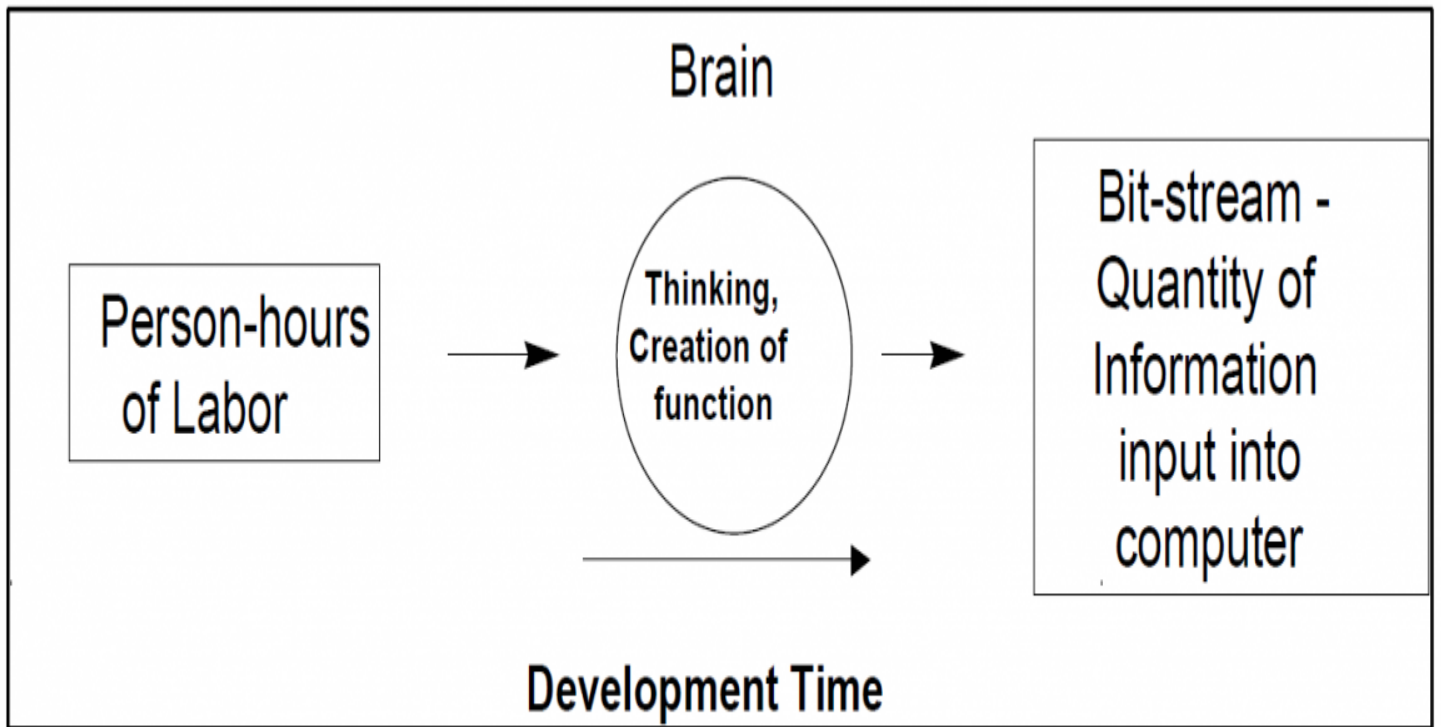 Brain
Person-hours
of Labor
Thinking,
Creation of
function
Bit-stream -
Quantity of
Information
input into
computer
Development Time